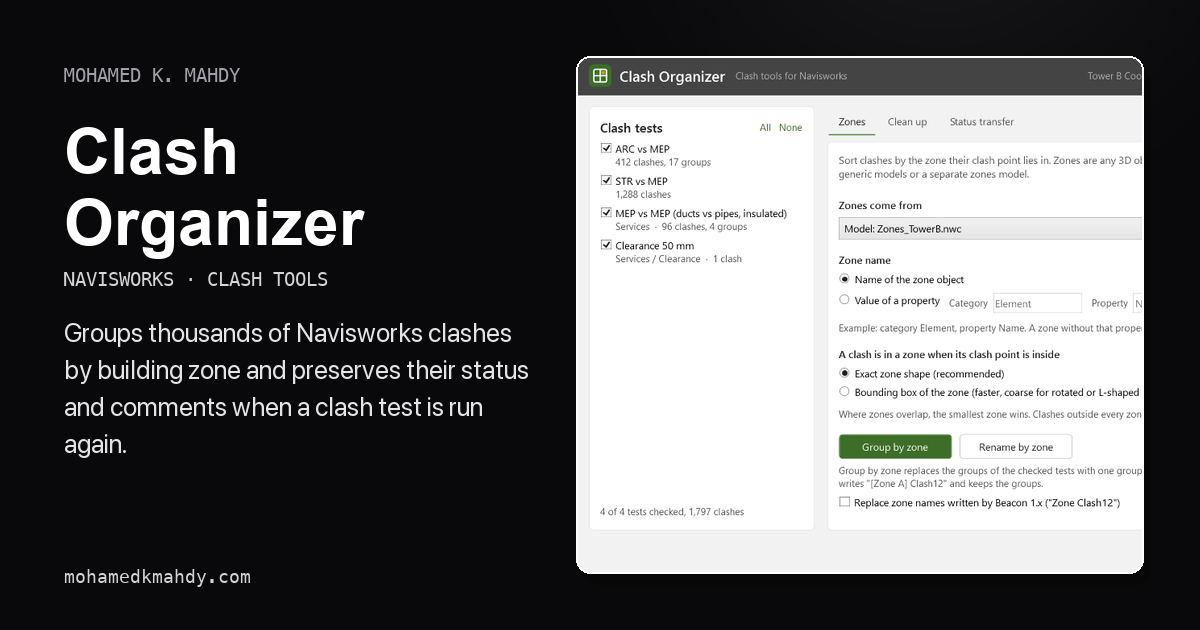 MOHAMED K. MAHDY
Clash
Organizer
NAVISWORKS · CLASH TOOLS
Groups thousands of Navisworks clashes
by building zone and preserves their status
and comments when a clash test is run
again.
mohamedkmahdy.com
Clash Organizer
Clash tools for Navisworks
Tower B Coo
Clash tests
All None
ARC vs MEP
412 clashes, 17 groups
STR vs MEP
1,288 clashes
MEP vs MEP (ducts vs pipes, insulated)
Services · 96 clashes, 4 groups
Clearance 50 mm
Services / Clearance · 1 clash
4 of 4 tests checked, 1,797 clashes
Zones Clean up Status transfer
Sort clashes by the zone their clash point lies in. Zones are any 3D ob
generic models or a separate zones model.
Zones come from
Model: Zones_TowerB.nwc
Zone name
Name of the zone object
Value of a property Category Element Property N
Example: category Element, property Name. A zone without that prope
A clash is in a zone when its clash point is inside
Exact zone shape (recommended)
Bounding box of the zone (faster, coarse for rotated or L-shaped
Where zones overlap, the smallest zone wins. Clashes outside every zon
Group by zone Rename by zone
Group by zone replaces the groups of the checked tests with one group
writes "[Zone A] Clash12" and keeps the groups.
Replace zone names written by Beacon 1.x ("Zone Clash12")